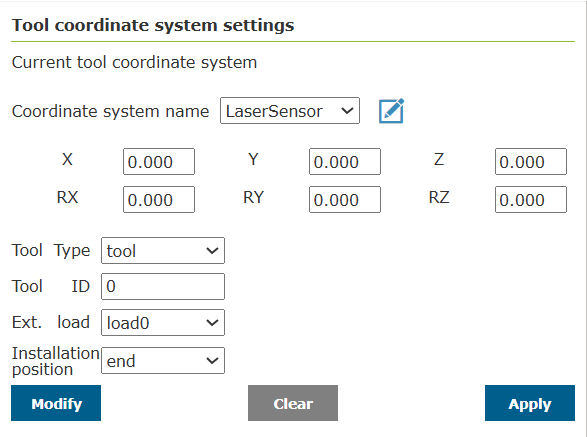 Tool coordinate system settings
Current tool coordinate system
Coordinate system name LaserSensor
X 0.000 Y 0.000 Z 0.000
RX 0.000 RY 0.000 RZ 0.000
Tool Type tool
Tool ID 0
Ext. load load0
Installation
position end
Modify Clear Apply